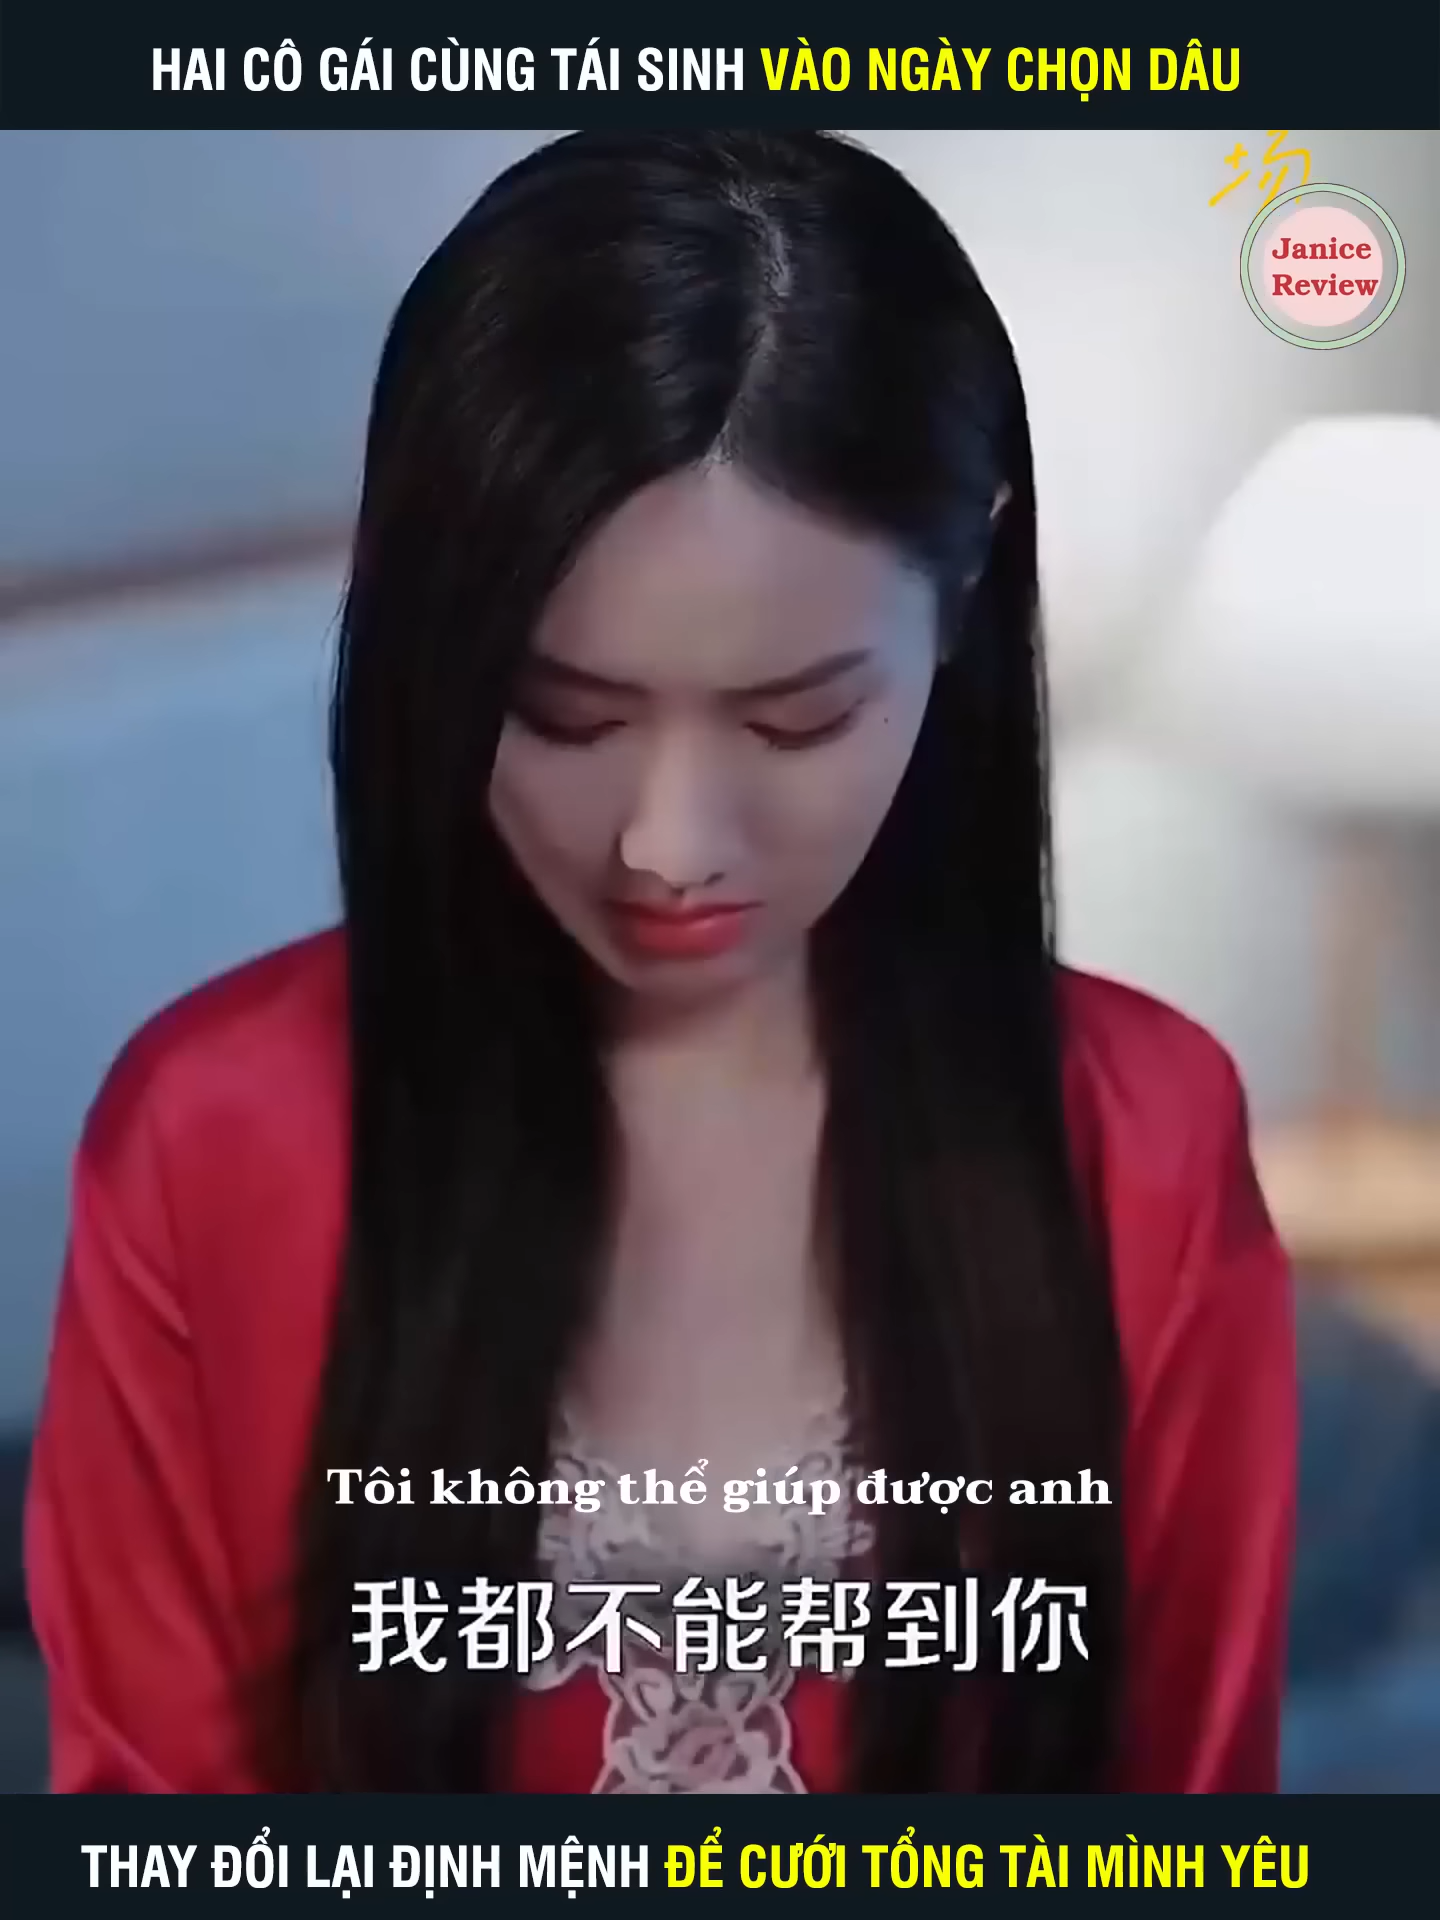 HAI CÔ GÁI CÙNG TÁI SINH VÀO NGÀY CHỌN DÂU
场
Janice
Review
Tôi không thể giúp được anh
我都不能帮到你
THAY ĐỔI LẠI ĐỊNH MỆNH ĐỂ CƯỚI TỔNG TÀI MÌNH YÊU